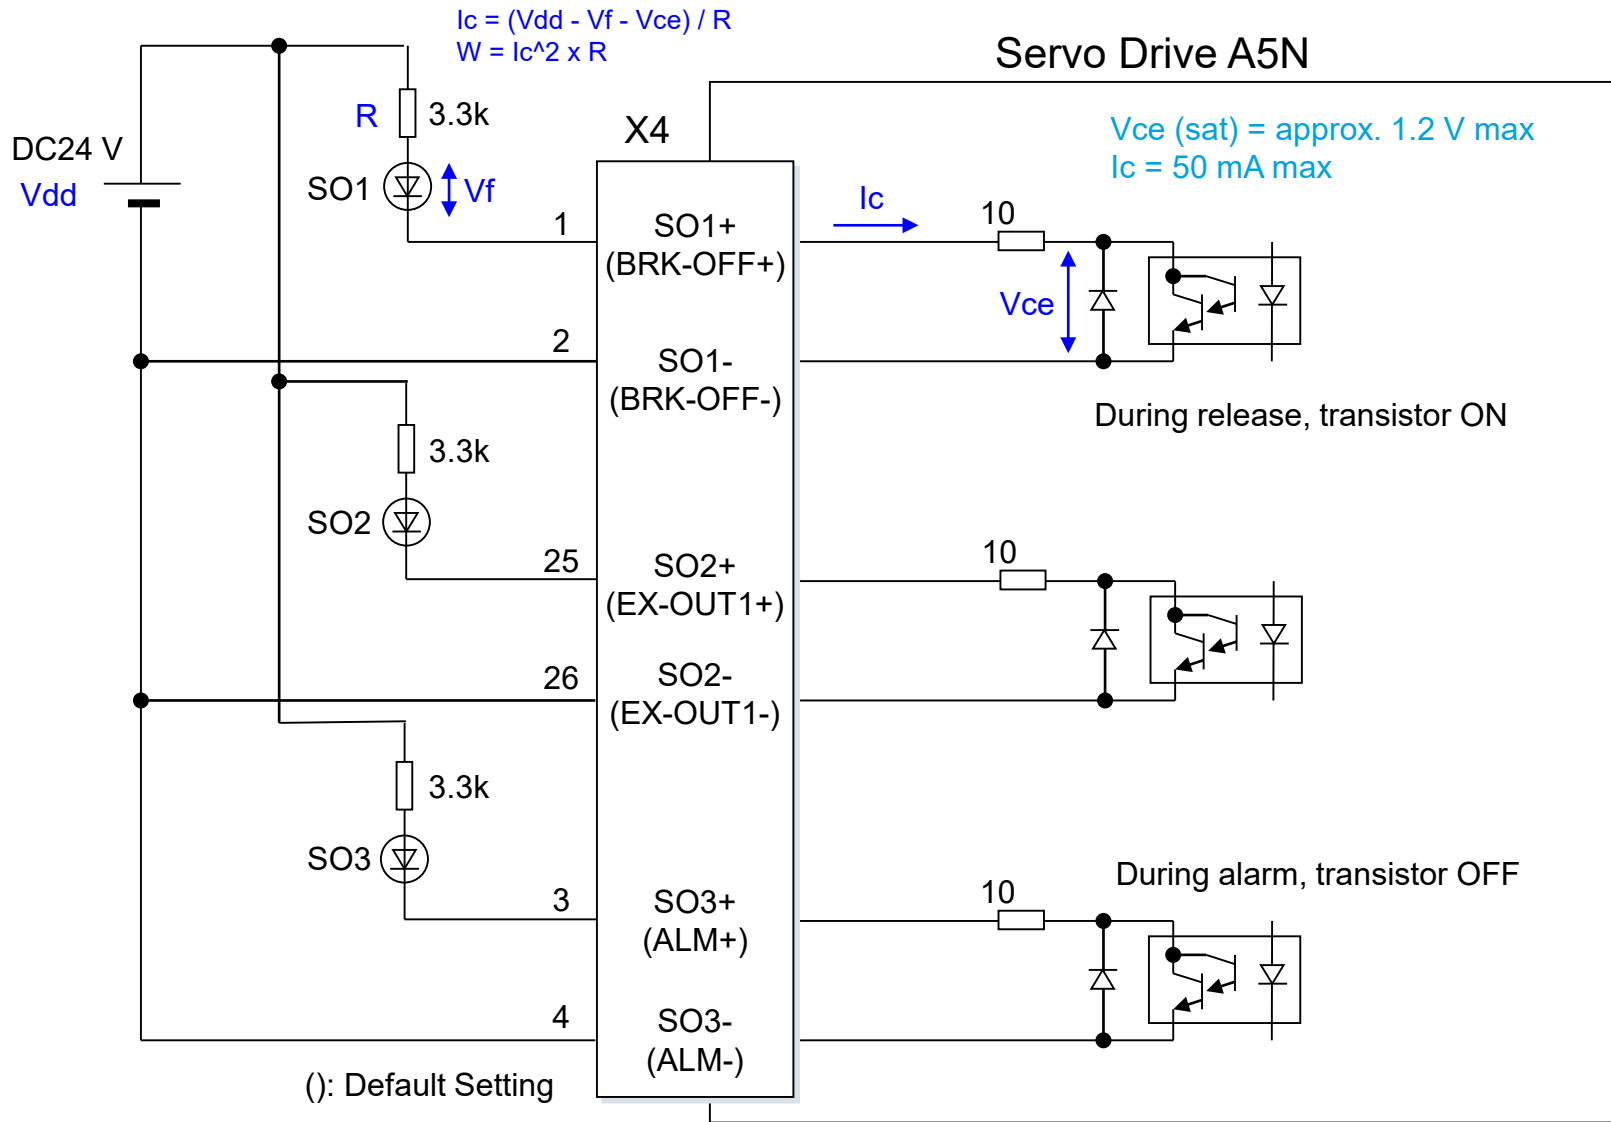 Ic = (Vdd - Vf - Vce) / R
W = Ic^2 x R
Servo Drive A5N
R
3.3k
X4
Vce (sat) = approx. 1.2 V max
Ic = 50 mA max
DC24 V
Vdd
SO1
Vf
1
SO1+
(BRK-OFF+)
Ic
10
Vce
2
SO1-
(BRK-OFF-)
During release, transistor ON
3.3k
SO2
25
SO2+
(EX-OUT1+)
10
26
SO2-
(EX-OUT1-)
3.3k
SO3
3
SO3+
(ALM+)
10
During alarm, transistor OFF
4
SO3-
(ALM-)
(): Default Setting